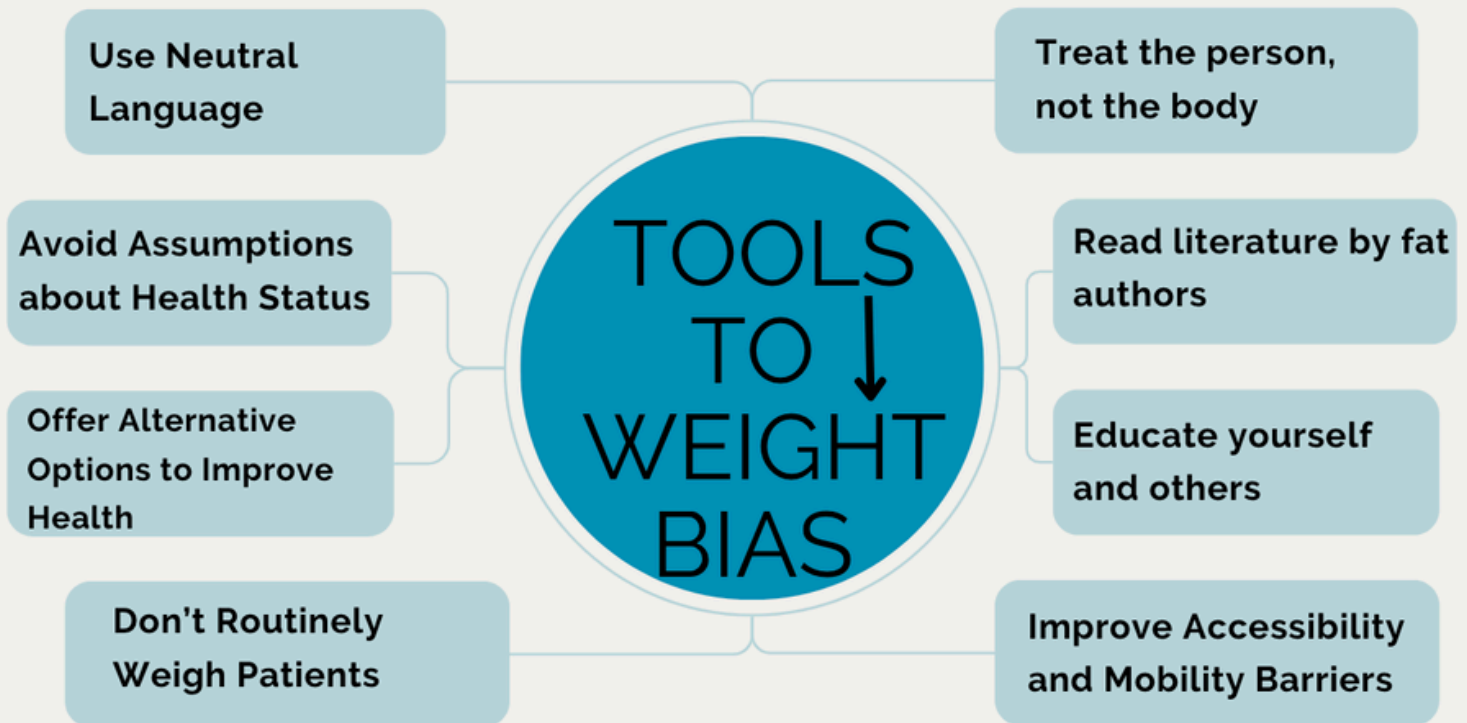 Use Neutral
Language
Treat the person,
not the body
Avoid Assumptions
about Health Status
Read literature by fat
authors
TOOLS
TO
WEIGHT
BIAS
Offer Alternative
Options to Improve
Health
Educate yourself
and others
Don’t Routinely
Weigh Patients
Improve Accessibility
and Mobility Barriers